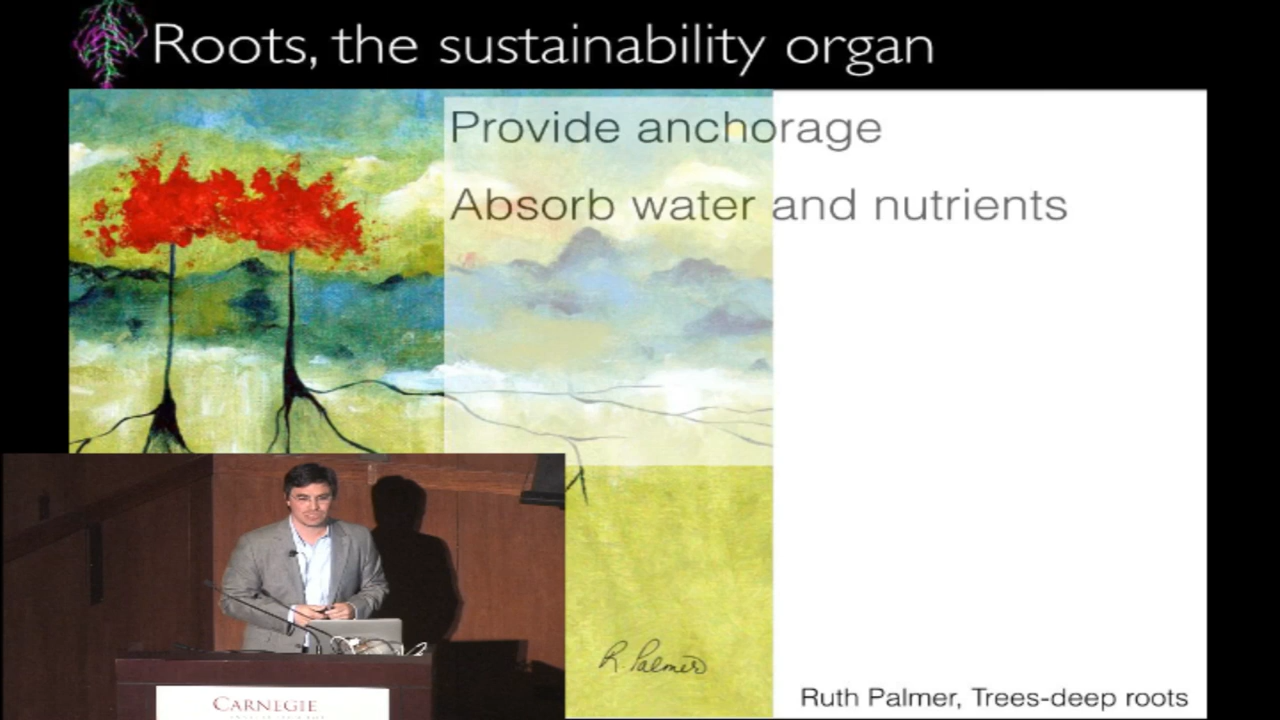 Roots, the sustainability organ
Provide anchorage
Absorb water and nutrients
R Palmer
Ruth Palmer, Trees-deep roots
CARNEGIE